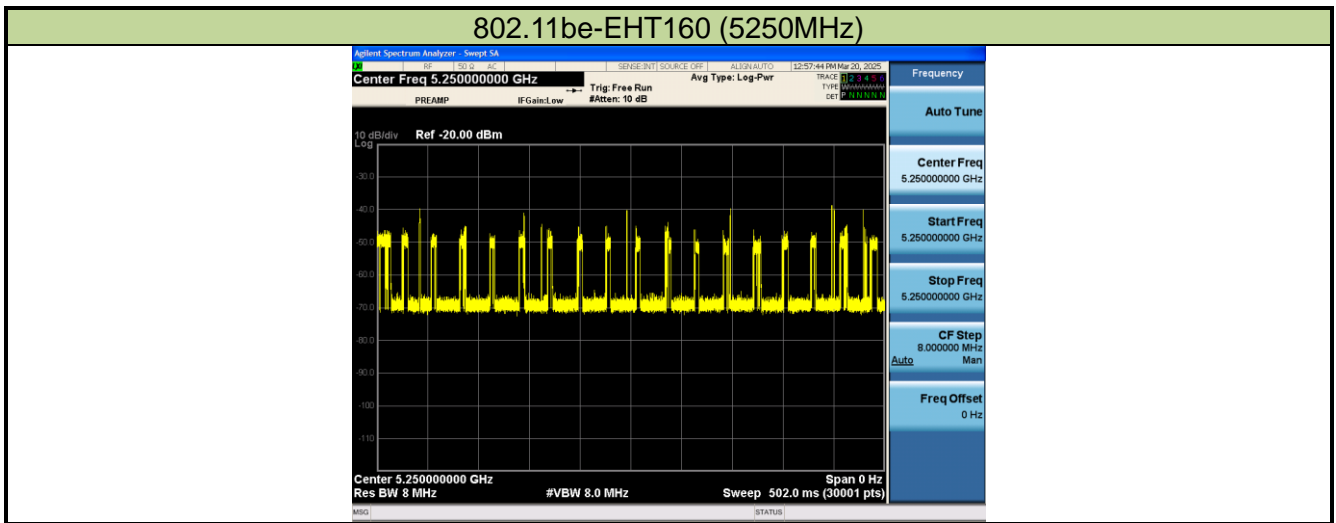 802.11be-EHT160 (5250MHz)
Agilent Spectrum Analyzer - Swept SA
RF 50 Ω AC SENSE:INT SOURCE OFF ALIGN AUTO 12:57:44 PM Mar 20, 2025
Center Freq 5.250000000 GHz Avg Type: Log-Pwr TRACE 1 2 3 4 5 6
Trig: Free Run TYPE
PREAMP IFGain:Low #Atten: 10 dB DET P N N N N N
10 dB/div Ref -20.00 dBm
Log
-30.0
-40.0
-50.0
-60.0
-70.0
-80.0
-90.0
-100
-110
Center 5.250000000 GHz Span 0 Hz
Res BW 8 MHz #VBW 8.0 MHz Sweep 502.0 ms (30001 pts)
MSG STATUS
Frequency
Auto Tune
Center Freq
5.250000000 GHz
Start Freq
5.250000000 GHz
Stop Freq
5.250000000 GHz
CF Step
8.000000 MHz
Auto Man
Freq Offset
0 Hz